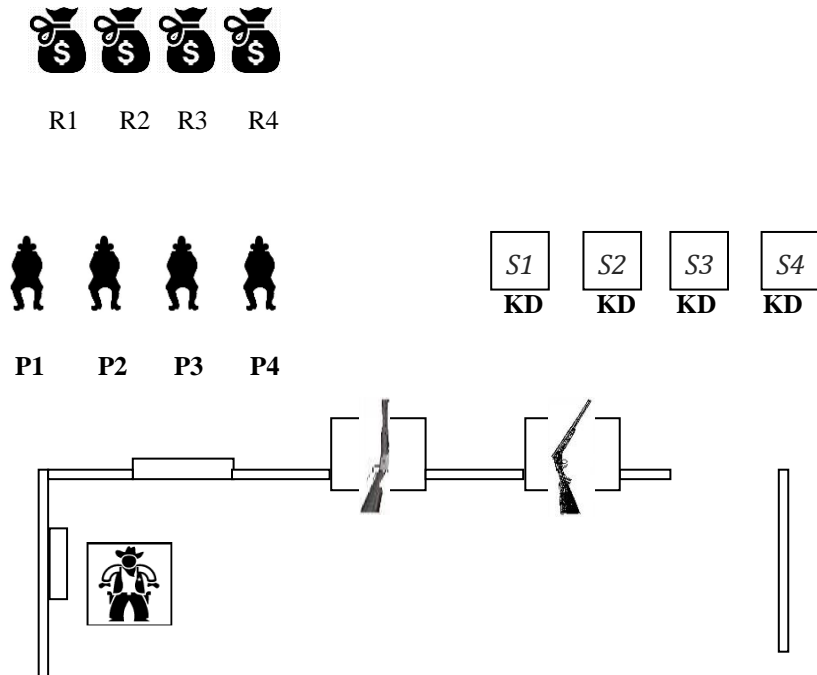 $ $ $ $
R1 R2 R3 R4
S1 S2 S3 S4
KD KD KD KD
P1 P2 P3 P4